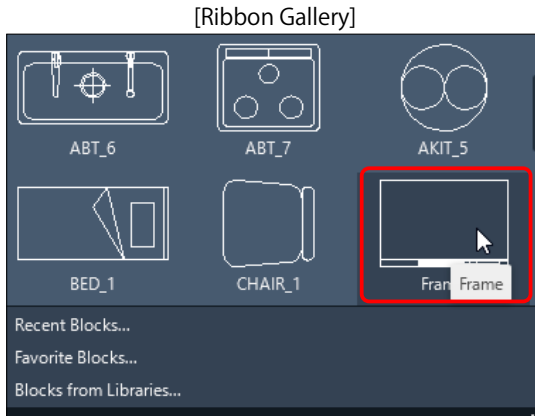 [Ribbon Gallery]
ABT_6 ABT_7 AKIT_5
BED_1 CHAIR_1 Fran Frame
Recent Blocks...
Favorite Blocks...
Blocks from Libraries...